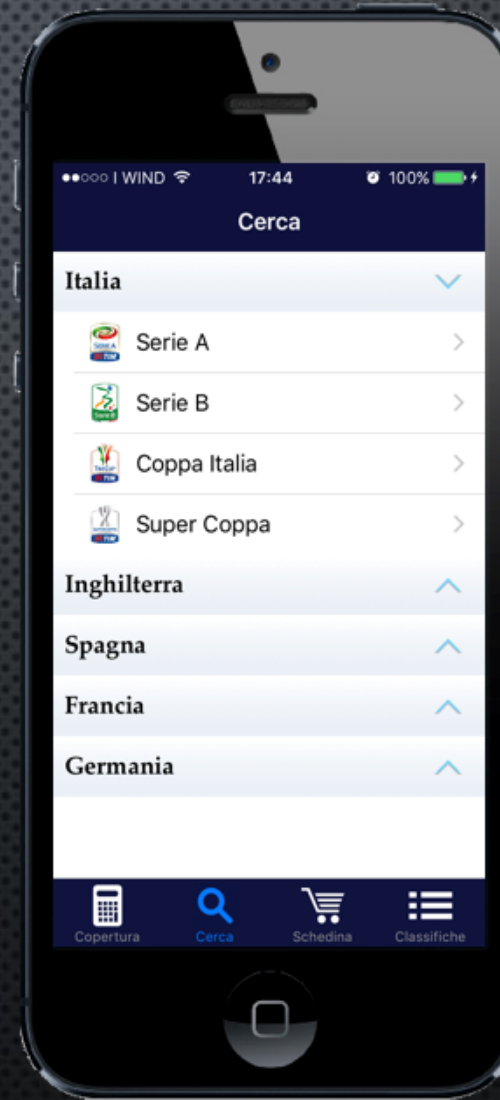 I WIND 17:44 100%
Cerca
Italia
Serie A
Serie B
Coppa Italia
Super Coppa
Inghilterra
Spagna
Francia
Germania
Copertura Cerca Schedina Classifiche